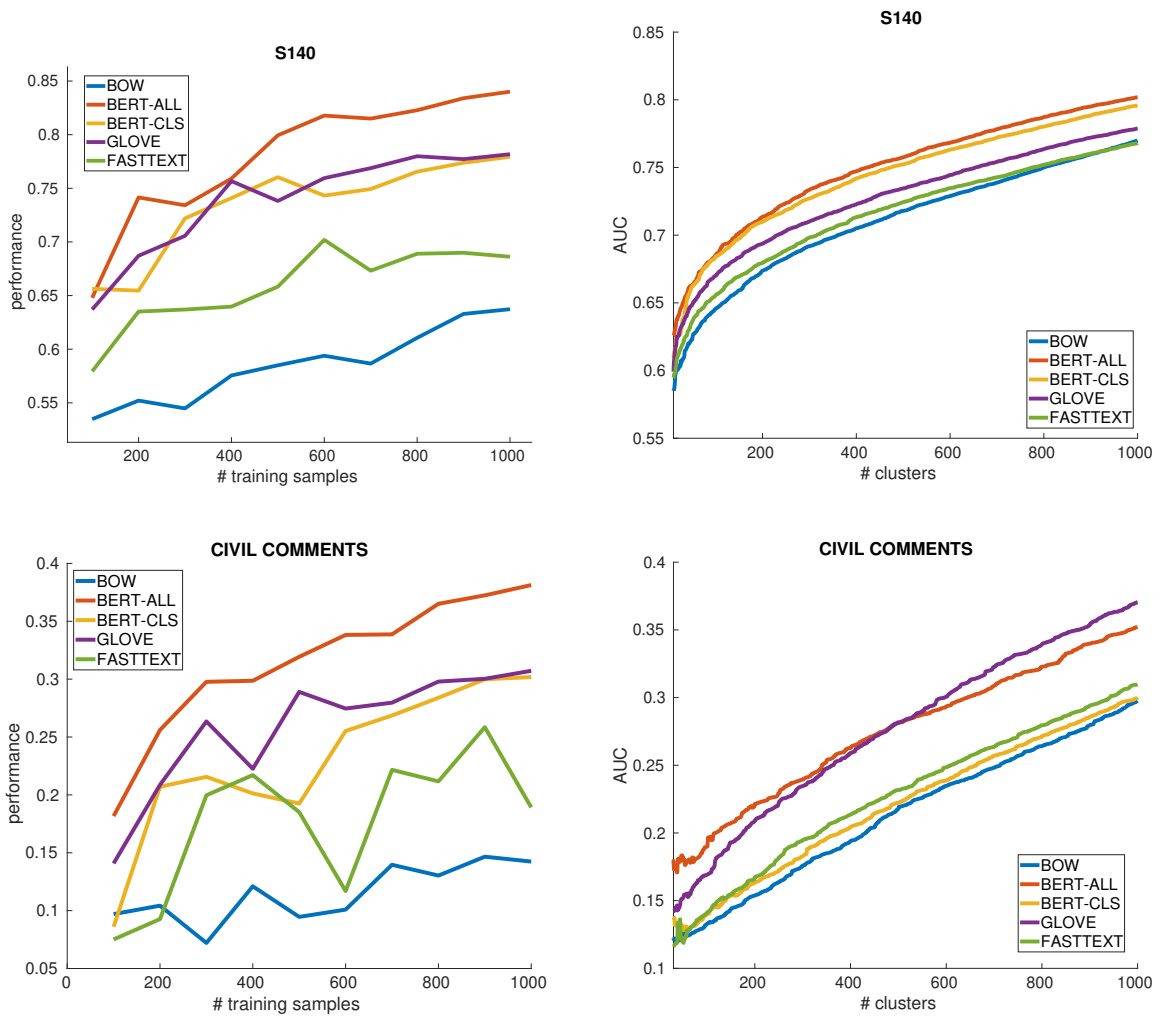 S140
performance
0.85
0.8
0.75
0.7
0.65
0.6
0.55
BOW
BERT-ALL
BERT-CLS
GLOVE
FASTTEXT
200 400 600 800 1000
# training samples
S140
AUC
0.85
0.8
0.75
0.7
0.65
0.6
0.55
BOW
BERT-ALL
BERT-CLS
GLOVE
FASTTEXT
200 400 600 800 1000
# clusters
CIVIL COMMENTS
performance
0.4
0.35
0.3
0.25
0.2
0.15
0.1
0.05
BOW
BERT-ALL
BERT-CLS
GLOVE
FASTTEXT
0 200 400 600 800 1000
# training samples
CIVIL COMMENTS
AUC
0.4
0.35
0.3
0.25
0.2
0.15
0.1
BOW
BERT-ALL
BERT-CLS
GLOVE
FASTTEXT
200 400 600 800 1000
# clusters